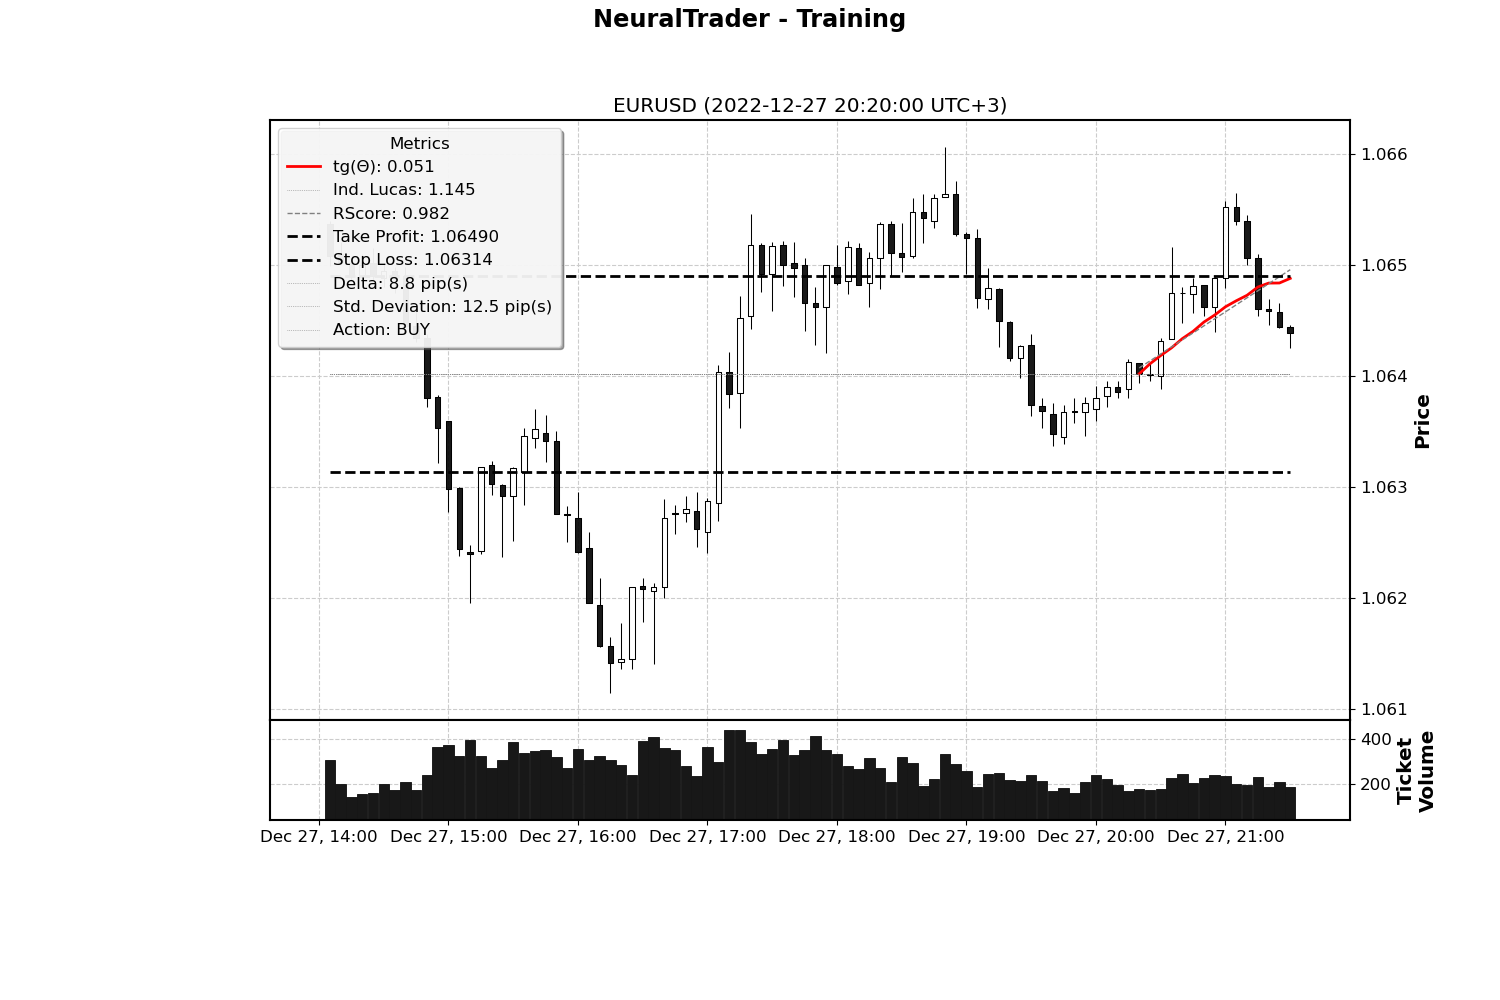 NeuralTrader - Training
EURUSD (2022-12-27 20:20:00 UTC+3)
Metrics
tg(Θ): 0.051
Ind. Lucas: 1.145
RScore: 0.982
Take Profit: 1.06490
Stop Loss: 1.06314
Delta: 8.8 pip(s)
Std. Deviation: 12.5 pip(s)
Action: BUY
1.066
1.065
1.064
1.063
1.062
1.061
Price
400
200
Ticket
Volume
Dec 27, 14:00 Dec 27, 15:00 Dec 27, 16:00 Dec 27, 17:00 Dec 27, 18:00 Dec 27, 19:00 Dec 27, 20:00 Dec 27, 21:00